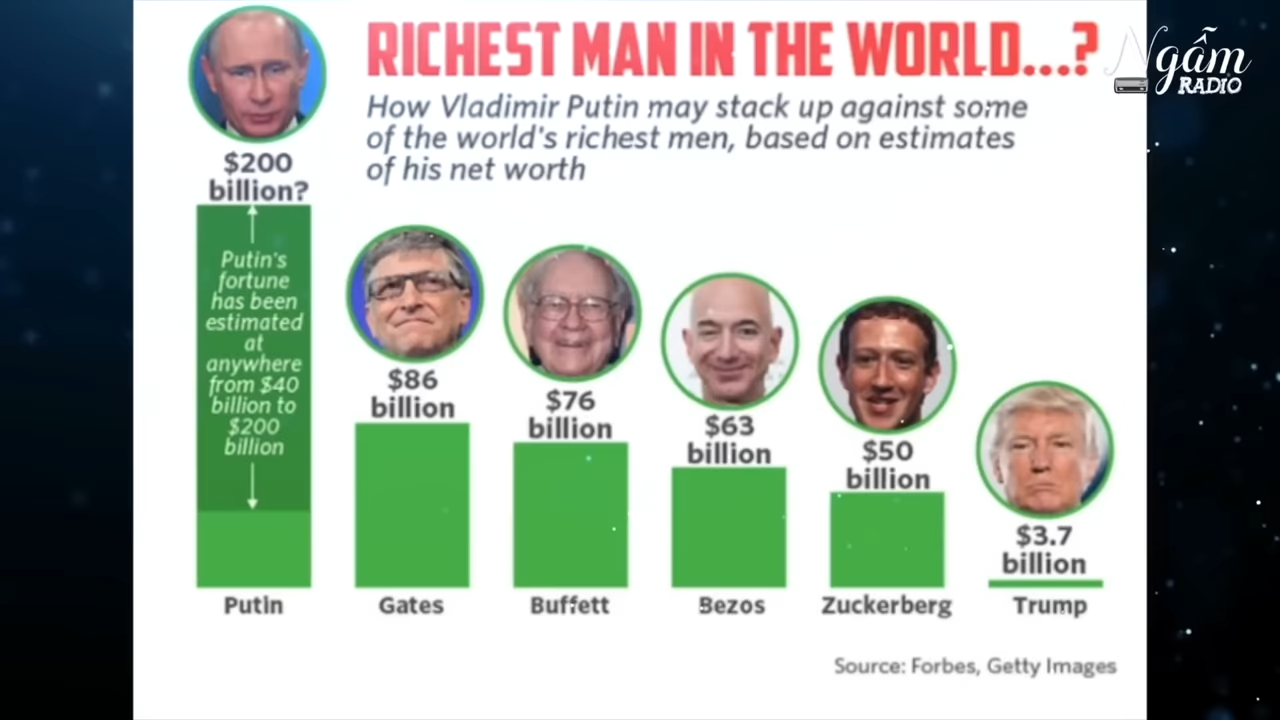 RICHEST MAN IN THE WORLD...?
Ngẫm
RADIO
How Vladimir Putin may stack up against some
of the world's richest men, based on estimates
of his net worth
$200
billion?
Putin's
fortune
has been
estimated
at
anywhere
from $40
billion to
$200
billion
$86
billion
$76
billion
$63
billion
$50
billion
$3.7
billion
Putin
Gates
Buffett
Bezos
Zuckerberg
Trump
Source: Forbes, Getty Images